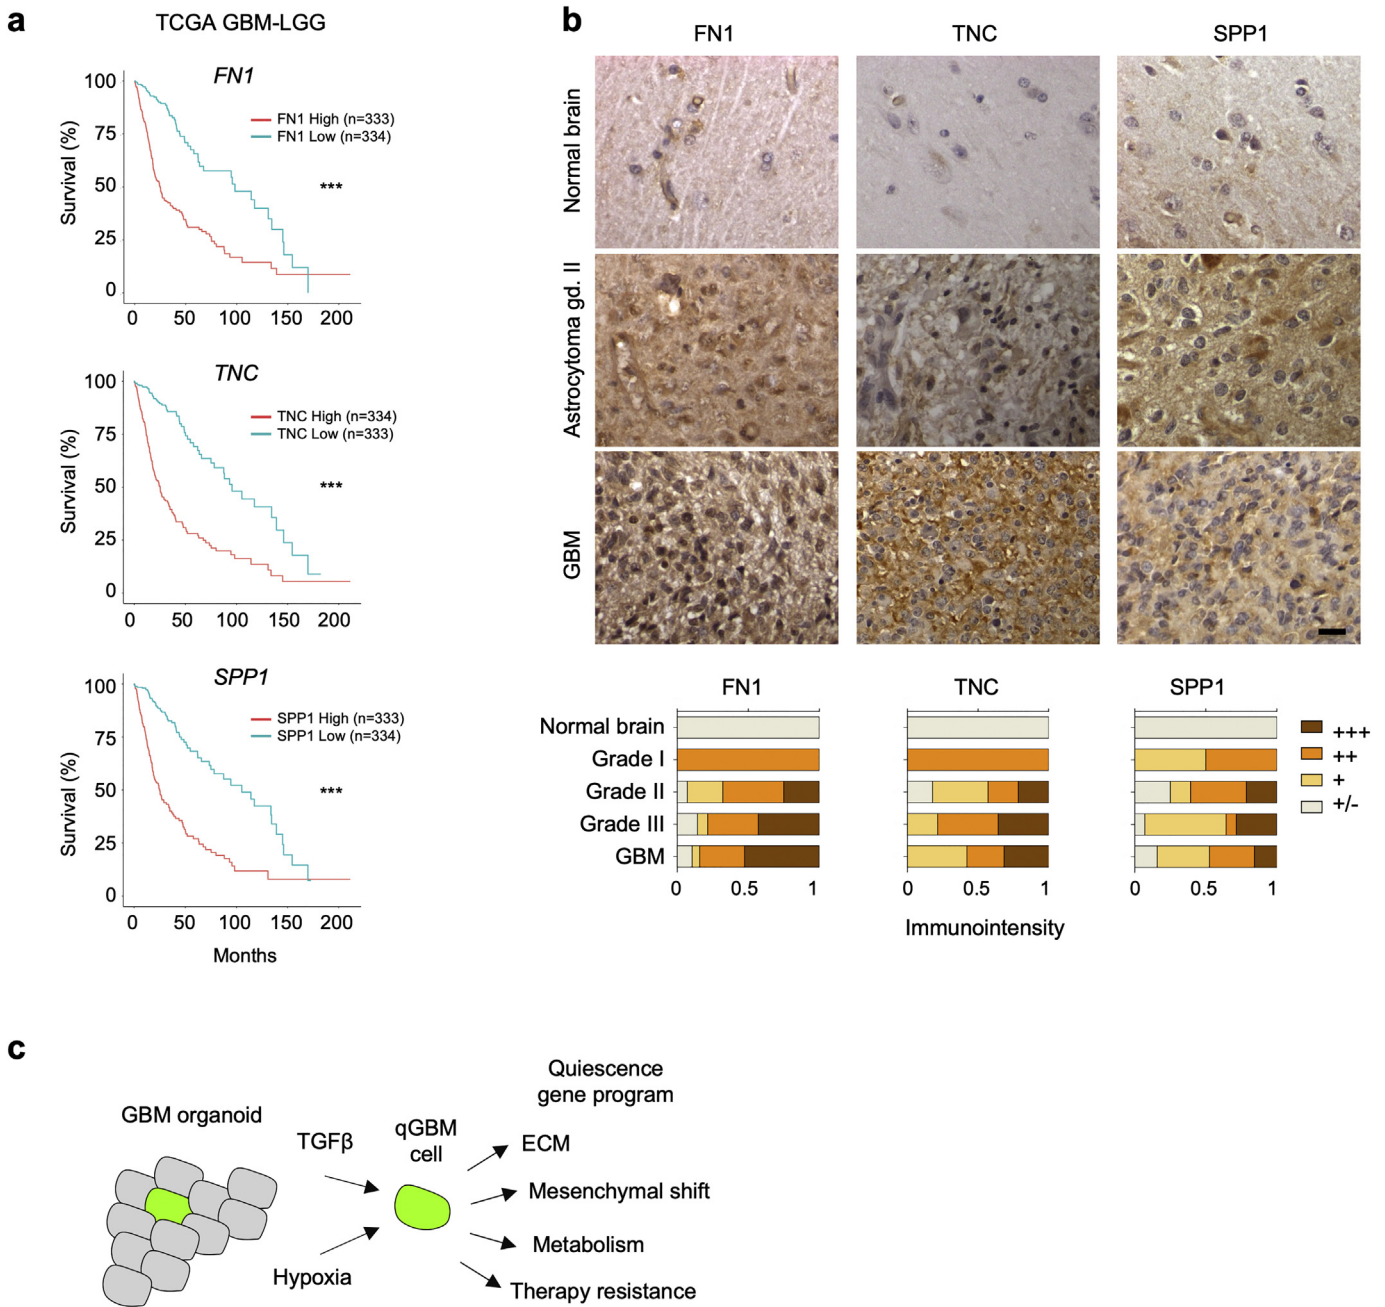 a
TCGA GBM-LGG
FN1
100
75
50
25
0
Survival (%)
FN1 High (n=333)
FN1 Low (n=334)
***
0 50 100 150 200
TNC
100
75
50
25
0
Survival (%)
TNC High (n=334)
TNC Low (n=333)
***
0 50 100 150 200
SPP1
100
75
50
25
0
Survival (%)
SPP1 High (n=333)
SPP1 Low (n=334)
***
0 50 100 150 200
Months
b
FN1 TNC SPP1
Normal brain
Astrocytoma gd. II
GBM
FN1 TNC SPP1
Normal brain
Grade I
Grade II
Grade III
GBM
0 0.5 1 0 0.5 1 0 0.5 1
Immunointensity
+++
++
+
+/-
c
GBM organoid
TGFβ
Hypoxia
qGBM
cell
Quiescence
gene program
ECM
Mesenchymal shift
Metabolism
Therapy resistance